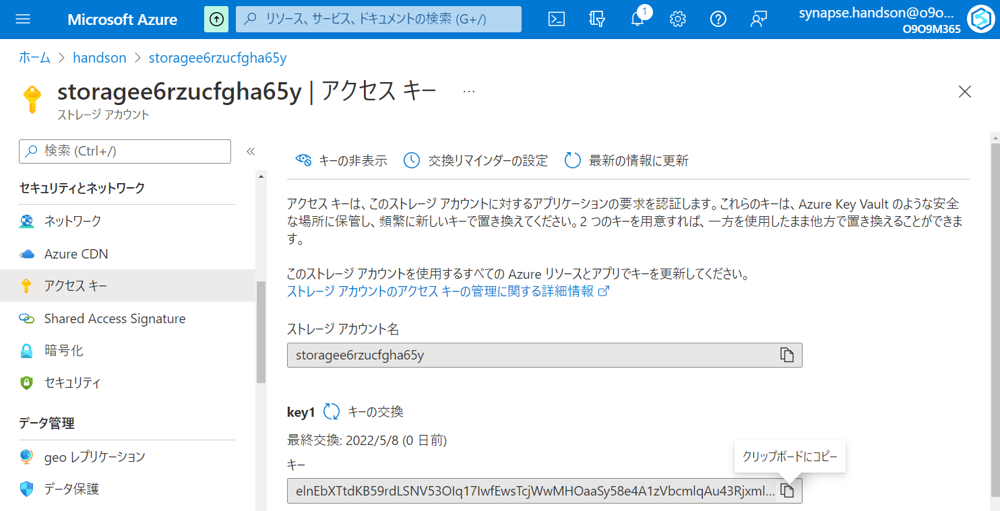 Microsoft Azure
リソース、サービス、ドキュメントの検索 (G+/)
1
synapse.handson@o9o...
O9O9M365
ホーム > handson > storagee6rzucfgha65y
storagee6rzucfgha65y | アクセス キー ...
ストレージ アカウント
検索 (Ctrl+/)
セキュリティとネットワーク
ネットワーク
Azure CDN
アクセス キー
Shared Access Signature
暗号化
セキュリティ
データ管理
geo レプリケーション
データ保護
キーの非表示
交換リマインダーの設定
最新の情報に更新
アクセス キーは、このストレージ アカウントに対するアプリケーションの要求を認証します。これらのキーは、Azure Key Vault のような安全
な場所に保管し、頻繁に新しいキーで置き換えてください。2 つのキーを用意すれば、一方を使用したまま他方で置き換えることができま
す。
このストレージ アカウントを使用するすべての Azure リソースとアプリでキーを更新してください。
ストレージ アカウントのアクセス キーの管理に関する詳細情報
ストレージ アカウント名
storagee6rzucfgha65y
key1 キーの交換
最終交換: 2022/5/8 (0 日前)
クリップボードにコピー
キー
elnEbXTtdKB59rdLSNV53OIq17IwfEwsTcjWwMHOaaSy58e4A1zVbcmlqAu43Rjxml...